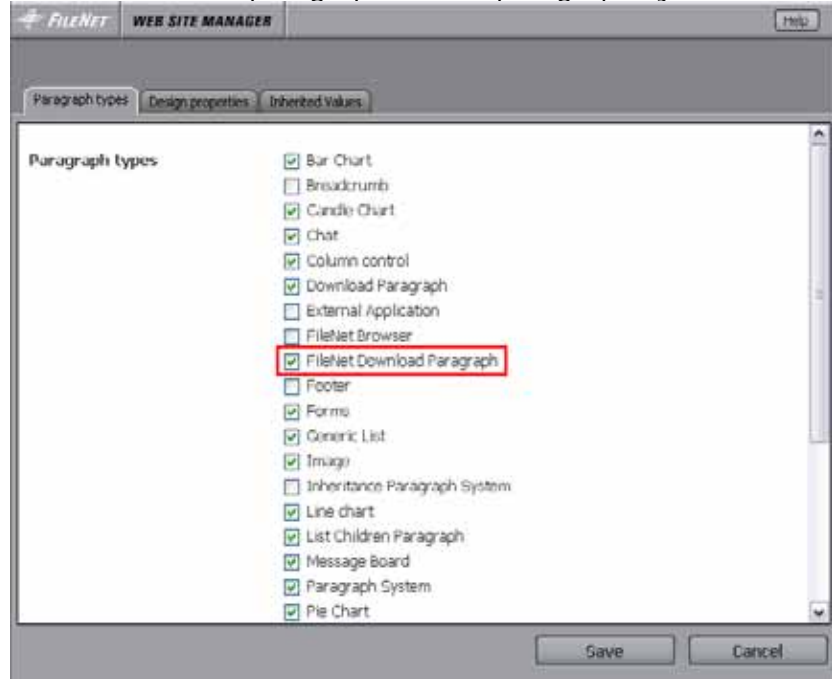 FILENET WEB SITE MANAGER Help
Paragraph types Design properties Inherited Values
Paragraph types
Bar Chart
Breadcrumb
Candle Chart
Chat
Column control
Download Paragraph
External Application
FileNet Browser
FileNet Download Paragraph
Footer
Forms
Generic List
Image
Inheritance Paragraph System
Line chart
List Children Paragraph
Message Board
Paragraph System
Pie Chart
Save Cancel